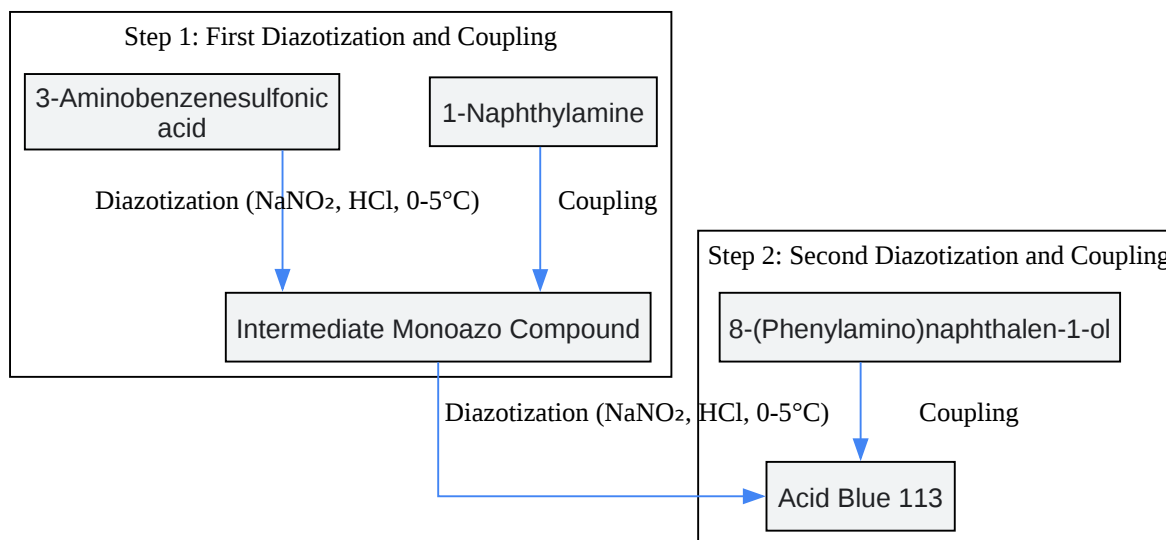 Step 1: First Diazotization and Coupling
3-Aminobenzenesulfonic
acid
1-Naphthylamine
Diazotization (NaNO₂, HCl, 0-5°C)
Coupling
Intermediate Monoazo Compound
Step 2: Second Diazotization and Coupling
8-(Phenylamino)naphthalen-1-ol
Diazotization (NaNO₂, HCl, 0-5°C)
Coupling
Acid Blue 113